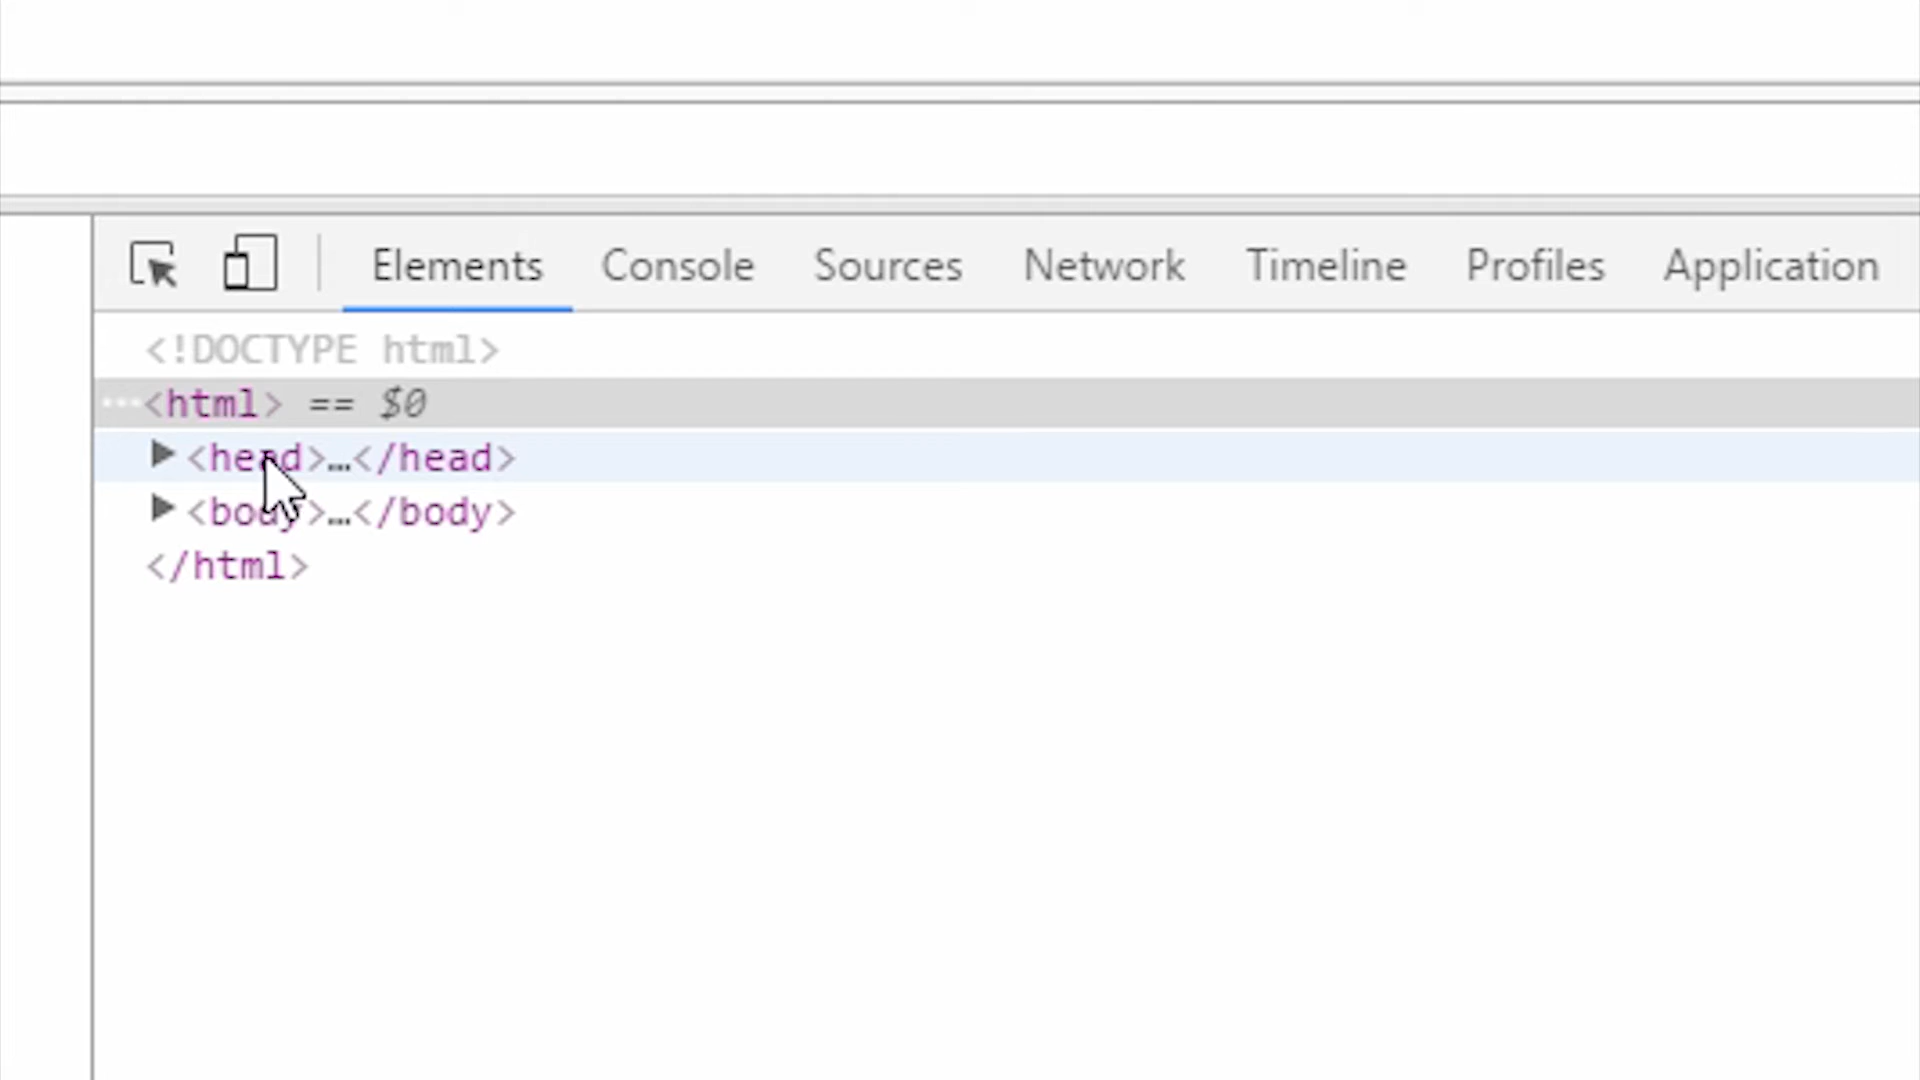 Elements Console Sources Network Timeline Profiles Application
<!DOCTYPE html>
…<html> == $0
▶ <head>…</head>
▶ <body>…</body>
</html>